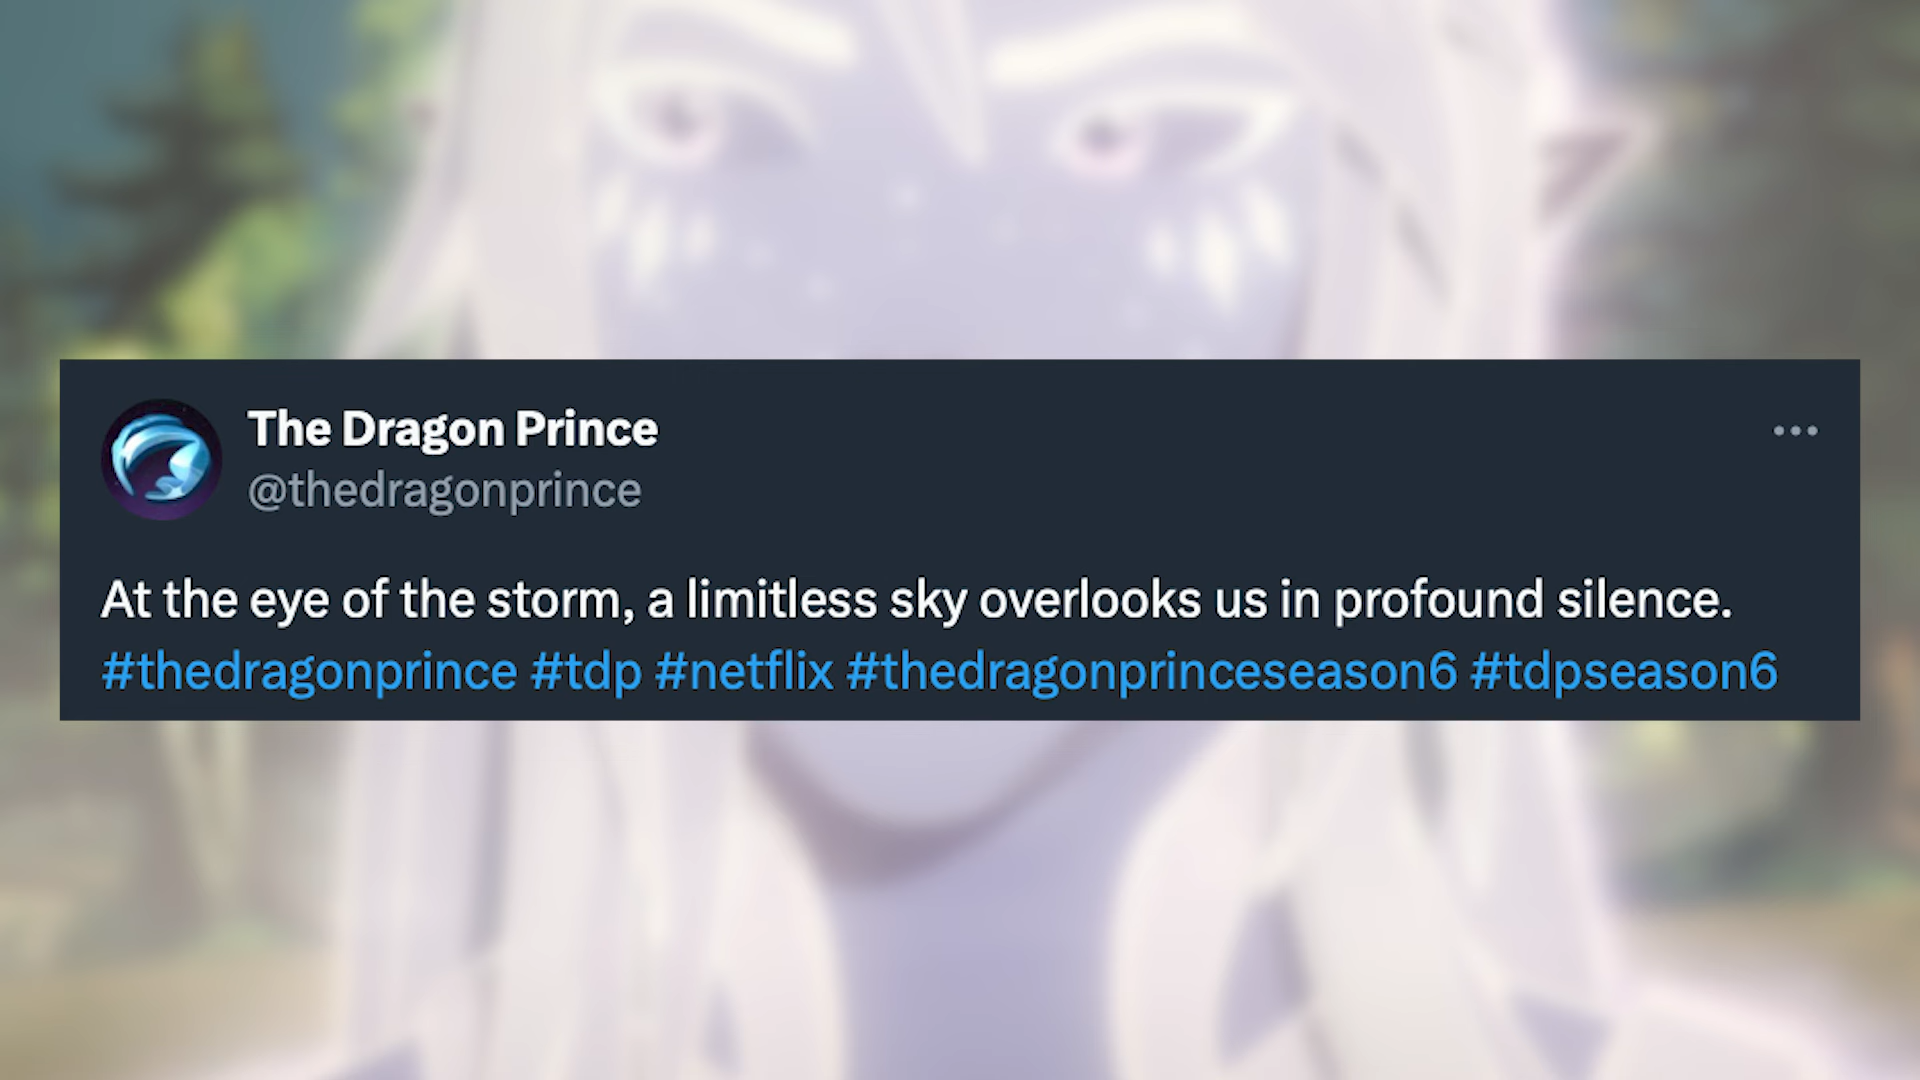 The Dragon Prince
@thedragonprince
At the eye of the storm, a limitless sky overlooks us in profound silence.
#thedragonprince #tdp #netflix #thedragonprinceseason6 #tdpseason6